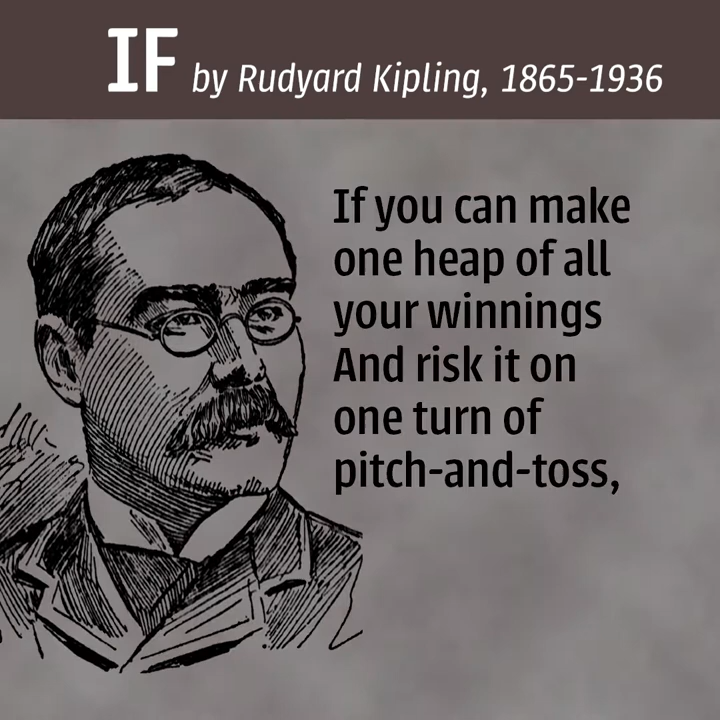 IF by Rudyard Kipling, 1865-1936
If you can make
one heap of all
your winnings
And risk it on
one turn of
pitch-and-toss,